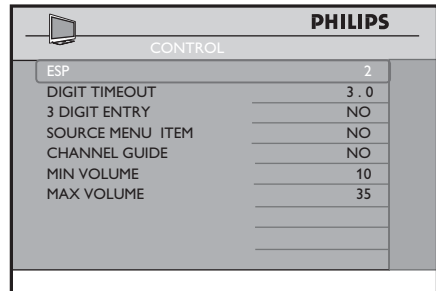 PHILIPS
CONTROL
ESP 2
DIGIT TIMEOUT 3 . 0
3 DIGIT ENTRY NO
SOURCE MENU ITEM NO
CHANNEL GUIDE NO
MIN VOLUME 10
MAX VOLUME 35